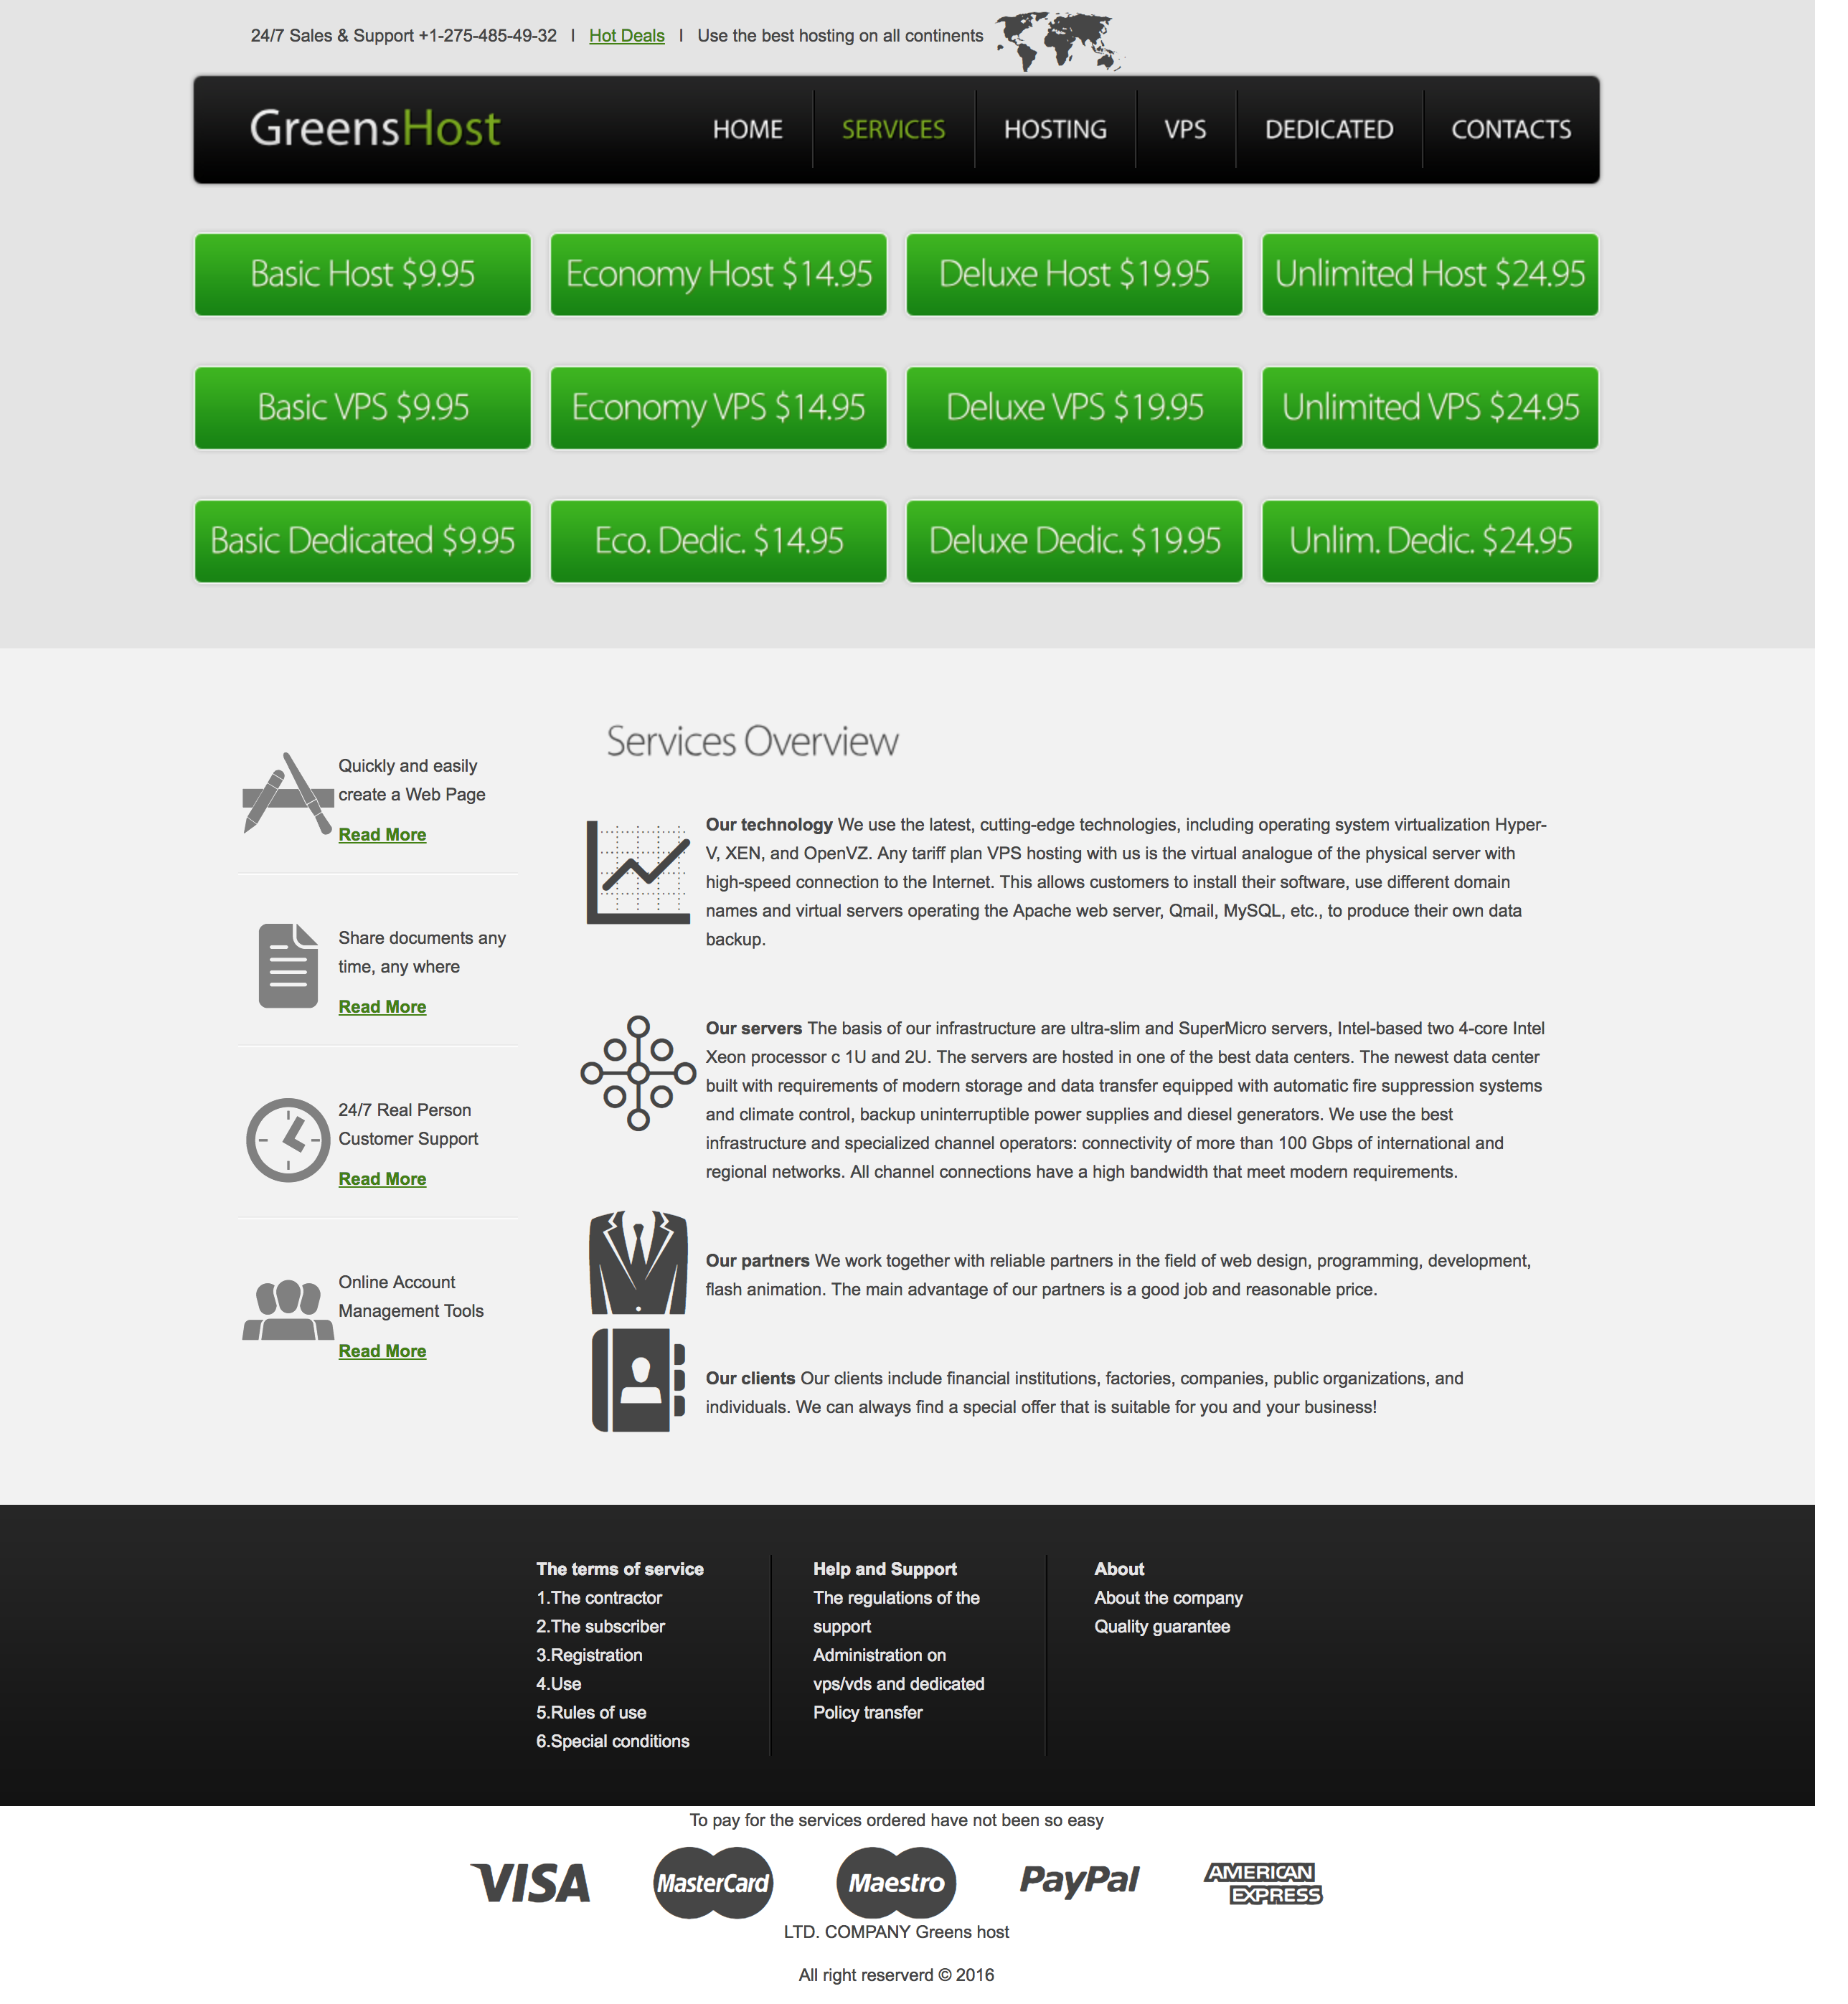 24/7 Sales & Support +1-275-485-49-32 | Hot Deals | Use the best hosting on all continents
GreensHost
HOME
SERVICES
HOSTING
VPS
DEDICATED
CONTACTS
Basic Host $9.95
Economy Host $14.95
Deluxe Host $19.95
Unlimited Host $24.95
Basic VPS $9.95
Economy VPS $14.95
Deluxe VPS $19.95
Unlimited VPS $24.95
Basic Dedicated $9.95
Eco. Dedic. $14.95
Deluxe Dedic. $19.95
Unlim. Dedic. $24.95
Quickly and easily
create a Web Page
Read More
Share documents any
time, any where
Read More
24/7 Real Person
Customer Support
Read More
Online Account
Management Tools
Read More
Services Overview
Our technology We use the latest, cutting-edge technologies, including operating system virtualization Hyper-
V, XEN, and OpenVZ. Any tariff plan VPS hosting with us is the virtual analogue of the physical server with
high-speed connection to the Internet. This allows customers to install their software, use different domain
names and virtual servers operating the Apache web server, Qmail, MySQL, etc., to produce their own data
backup.
Our servers The basis of our infrastructure are ultra-slim and SuperMicro servers, Intel-based two 4-core Intel
Xeon processor c 1U and 2U. The servers are hosted in one of the best data centers. The newest data center
built with requirements of modern storage and data transfer equipped with automatic fire suppression systems
and climate control, backup uninterruptible power supplies and diesel generators. We use the best
infrastructure and specialized channel operators: connectivity of more than 100 Gbps of international and
regional networks. All channel connections have a high bandwidth that meet modern requirements.
Our partners We work together with reliable partners in the field of web design, programming, development,
flash animation. The main advantage of our partners is a good job and reasonable price.
Our clients Our clients include financial institutions, factories, companies, public organizations, and
individuals. We can always find a special offer that is suitable for you and your business!
The terms of service
1.The contractor
2.The subscriber
3.Registration
4.Use
5.Rules of use
6.Special conditions
Help and Support
The regulations of the
support
Administration on
vps/vds and dedicated
Policy transfer
About
About the company
Quality guarantee
To pay for the services ordered have not been so easy
VISA
MasterCard
Maestro
PayPal
AMERICAN
EXPRESS
LTD. COMPANY Greens host
All right reserverd © 2016